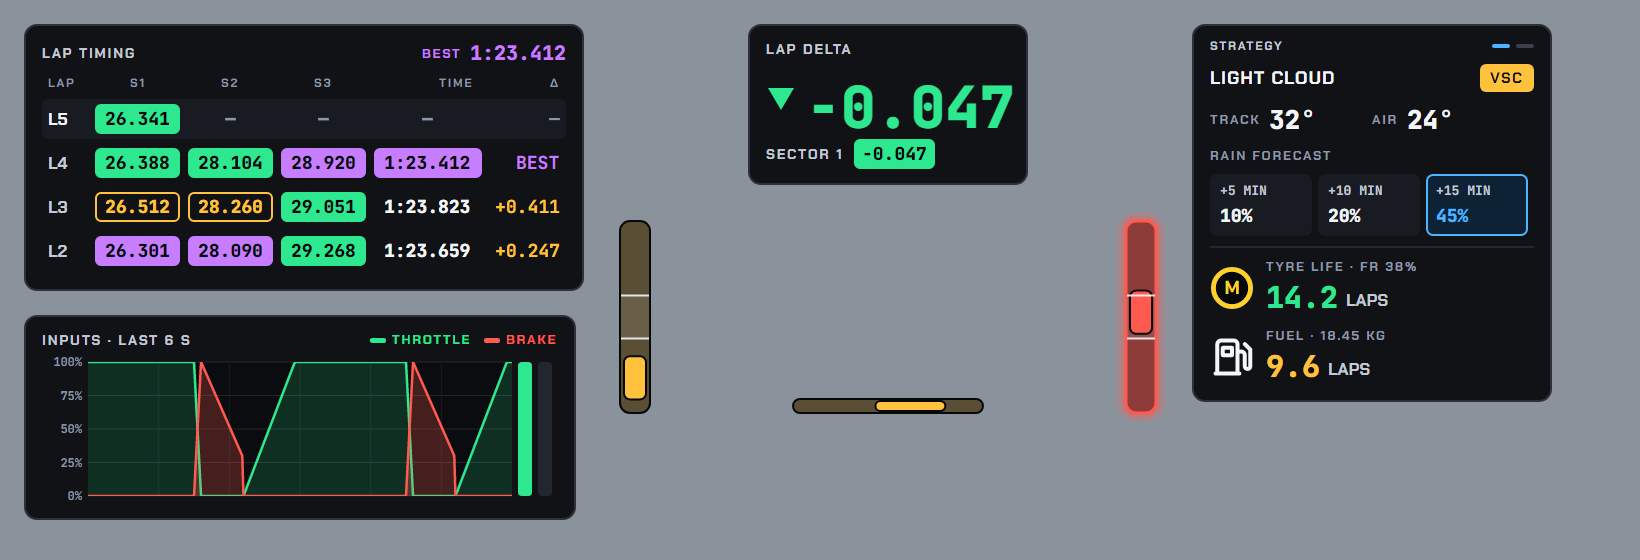 LAP TIMING BEST 1:23.412
LAP S1 S2 S3 TIME Δ
L5 26.341 – – – –
L4 26.388 28.104 28.920 1:23.412 BEST
L3 26.512 28.260 29.051 1:23.823 +0.411
L2 26.301 28.090 29.268 1:23.659 +0.247
INPUTS · LAST 6 S THROTTLE BRAKE
100%
75%
50%
25%
0%
LAP DELTA
-0.047
SECTOR 1 -0.047
STRATEGY
LIGHT CLOUD VSC
TRACK 32° AIR 24°
RAIN FORECAST
+5 MIN +10 MIN +15 MIN
10% 20% 45%
TYRE LIFE · FR 38%
M 14.2 LAPS
FUEL · 18.45 KG
9.6 LAPS